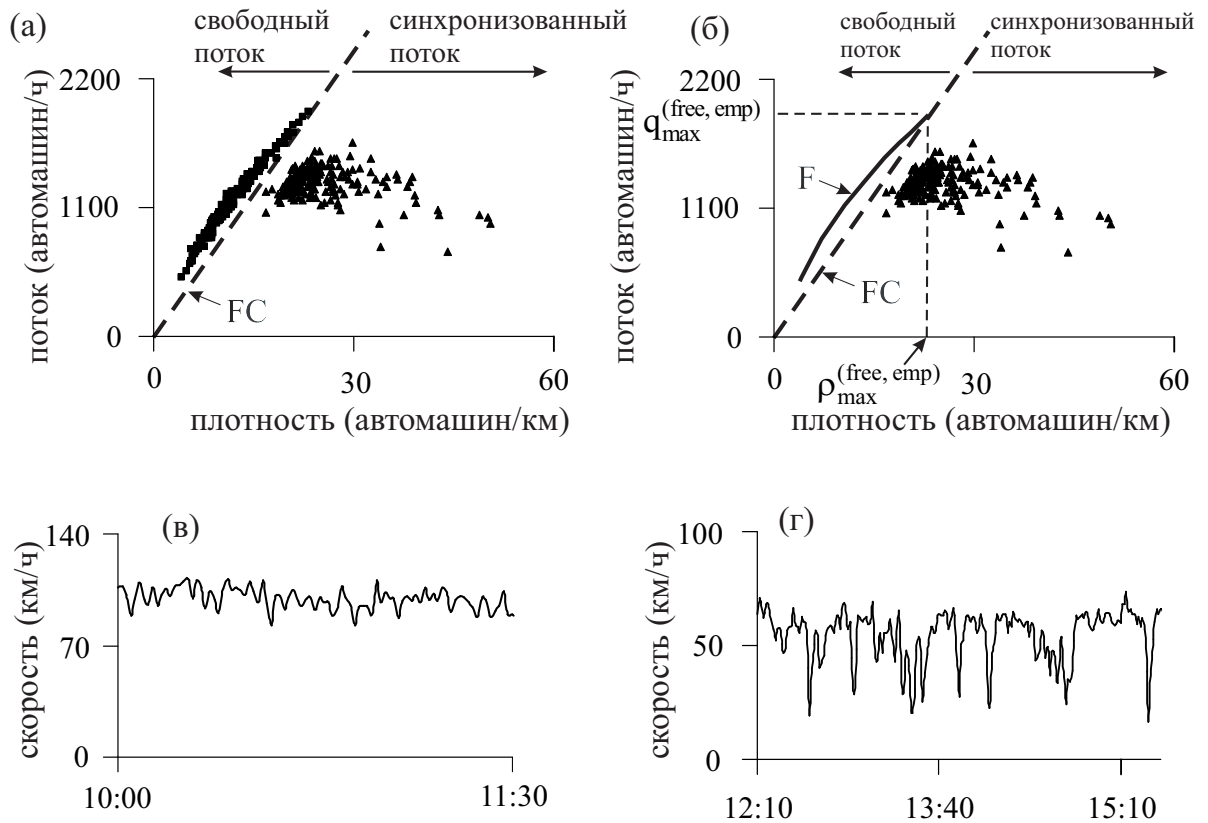 (а)
свободный
поток
синхронизованный
поток
2200
1100
0
поток (автомашин/ч)
FC
0
30
60
плотность (автомашин/км)
(б)
свободный
поток
синхронизованный
поток
2200
1100
0
поток (автомашин/ч)
q_max^(free, emp)
F
FC
ρ_max^(free, emp)
0
30
60
плотность (автомашин/км)
(в)
140
70
0
скорость (км/ч)
10:00
11:30
(г)
100
50
0
скорость (км/ч)
12:10
13:40
15:10